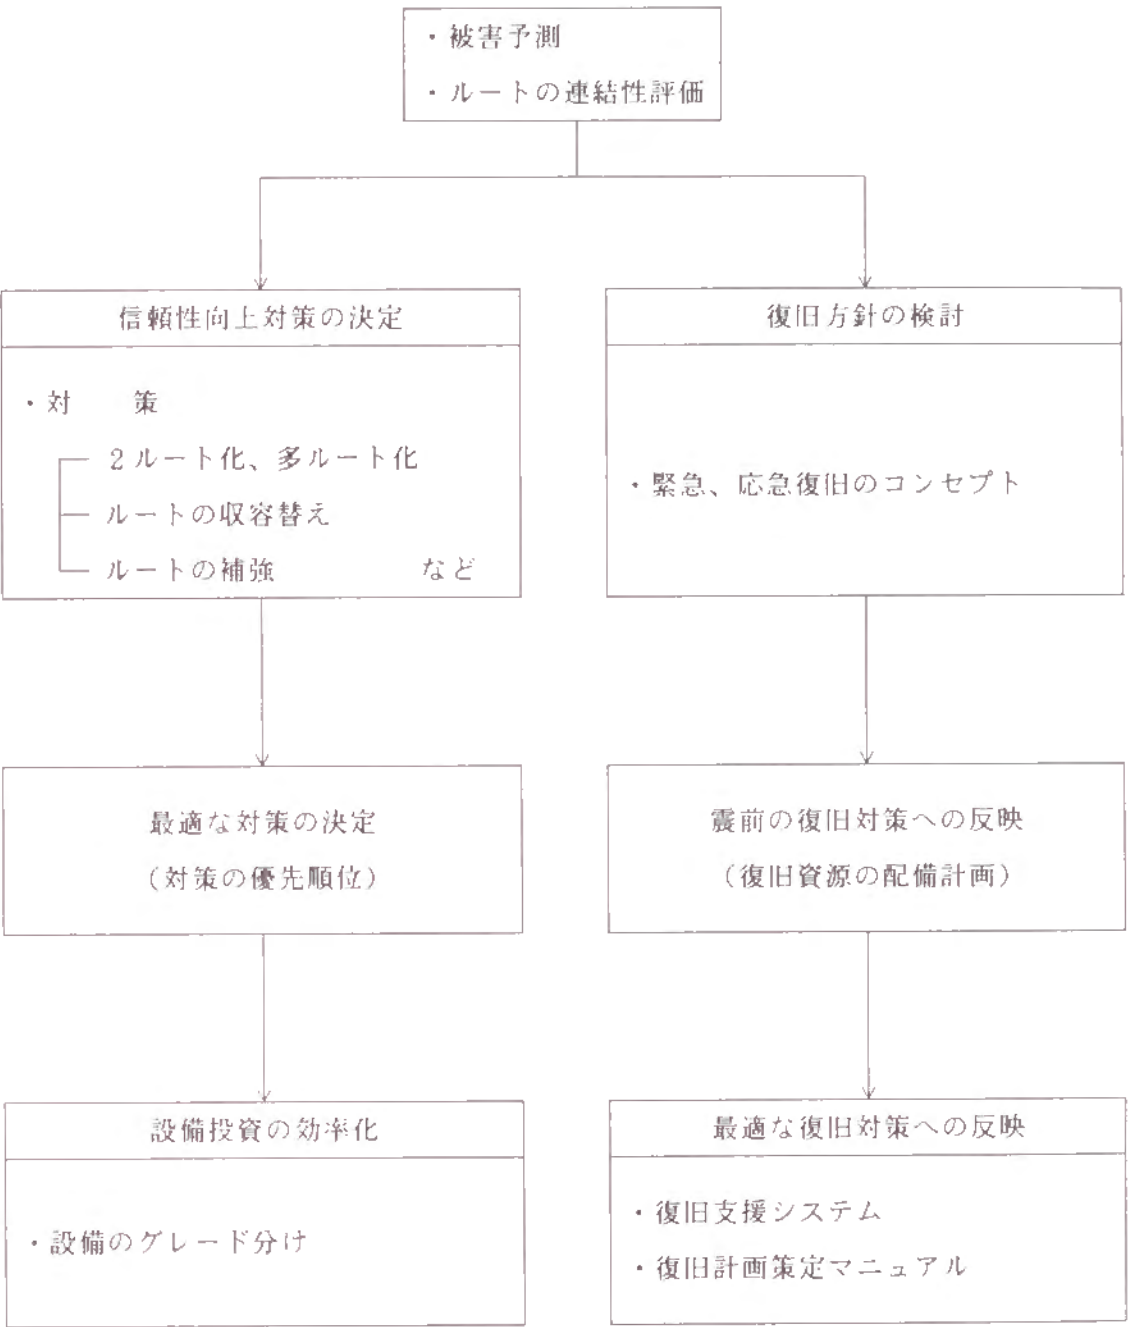 ・被害予測
・ルートの連結性評価
信頼性向上対策の決定
・対　策
2ルート化、多ルート化
ルートの収容替え
ルートの補強　など
最適な対策の決定
(対策の優先順位)
設備投資の効率化
・設備のグレード分け
復旧方針の検討
・緊急、応急復旧のコンセプト
震前の復旧対策への反映
(復旧資源の配備計画)
最適な復旧対策への反映
・復旧支援システム
・復旧計画策定マニュアル